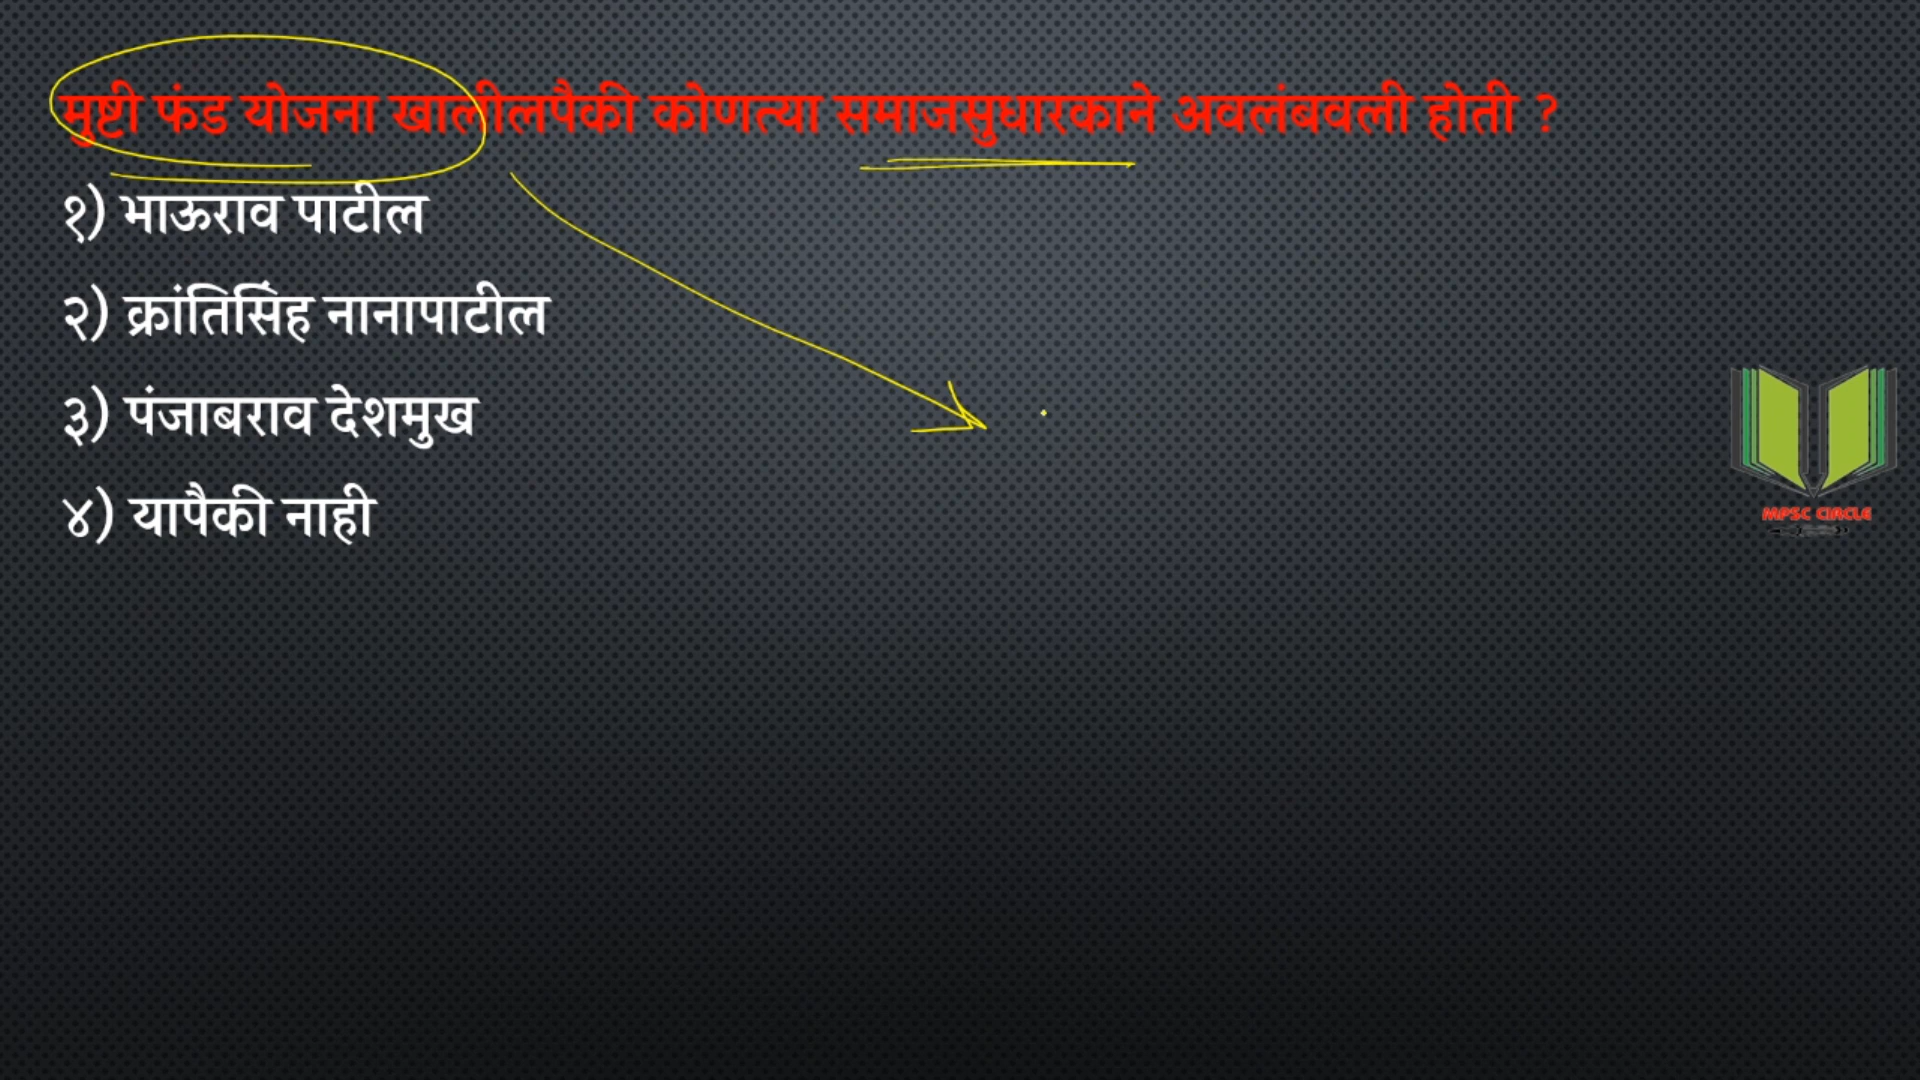 मुष्टी फंड योजना खालीलपैकी कोणत्या समाजसुधारकाने अवलंबवली होती ?
१) भाऊराव पाटील
२) क्रांतिसिंह नानापाटील
३) पंजाबराव देशमुख
४) यापैकी नाही
MPSC CIRCLE